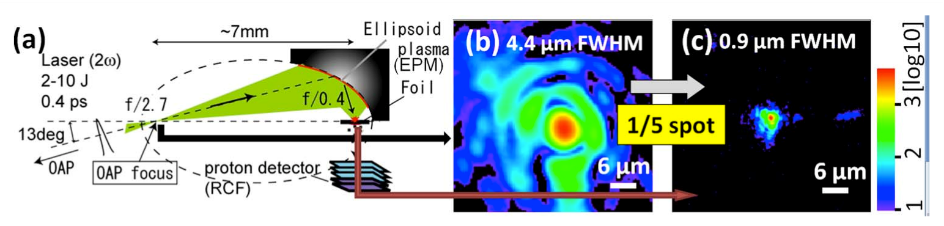 (a)
~7mm
Ellipsoid
plasma
(EPM)
Laser (2ω)
2-10 J
0.4 ps
f/2.7
f/0.4
Foil
13deg
OAP
OAP focus
proton detector
(RCF)
(b) 4.4 µm FWHM
6 µm
1/5 spot
(c) 0.9 µm FWHM
6 µm
[log10]
3
2
1